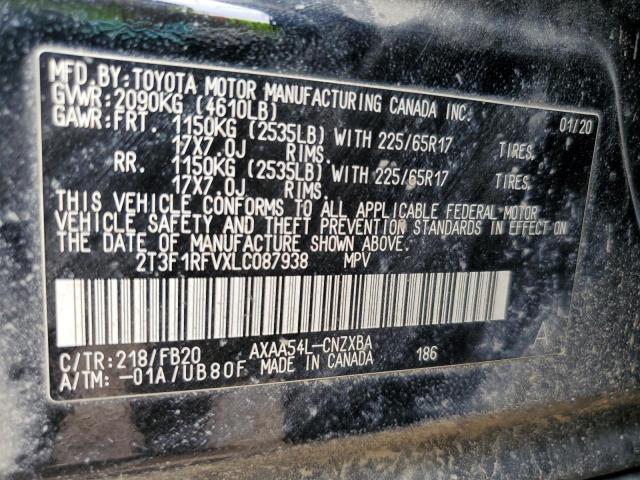 MFD.BY:TOYOTA MOTOR MANUFACTURING CANADA INC.
GVWR:2090KG (4610LB) 01/20
GAWR:FRT. 1150KG (2535LB) WITH 225/65R17 TIRES.
17X7.0J RIMS.
RR. 1150KG (2535LB) WITH 225/65R17 TIRES.
17X7.0J RIMS.
THIS VEHICLE CONFORMS TO ALL APPLICABLE FEDERAL MOTOR
VEHICLE SAFETY AND THEFT PREVENTION STANDARDS IN EFFECT ON
THE DATE OF MANUFACTURE SHOWN ABOVE.
2T3F1RFVXLC087938 MPV
C/TR:218/FB20 AXAA54L-CNZXBA 186
A/TM: -01A/UB80F MADE IN CANADA